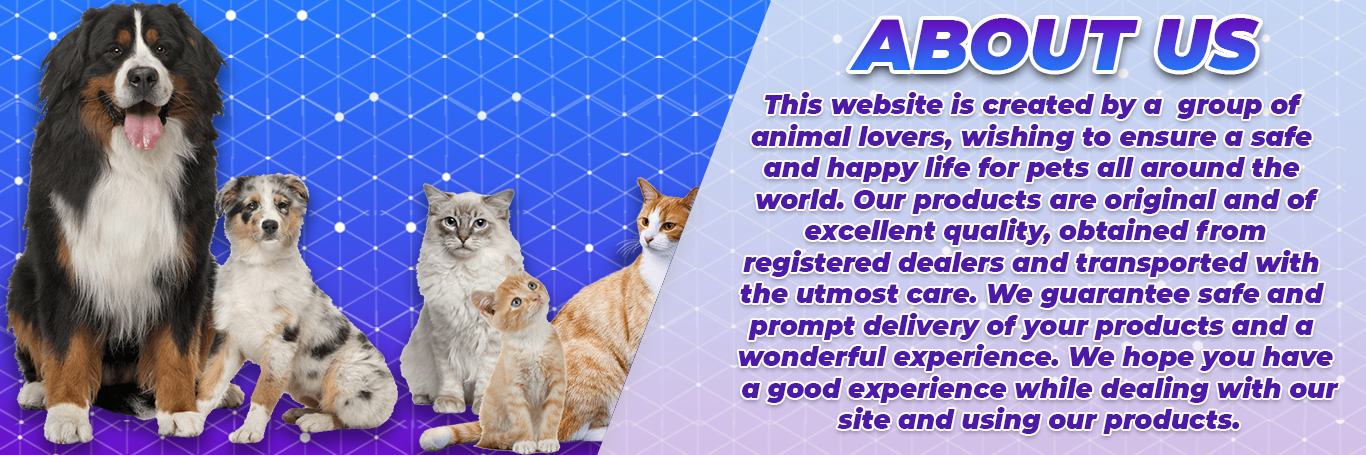 ABOUT US
This website is created by a group of
animal lovers, wishing to ensure a safe
and happy life for pets all around the
world. Our products are original and of
excellent quality, obtained from
registered dealers and transported with
the utmost care. We guarantee safe and
prompt delivery of your products and a
wonderful experience. We hope you have
a good experience while dealing with our
site and using our products.